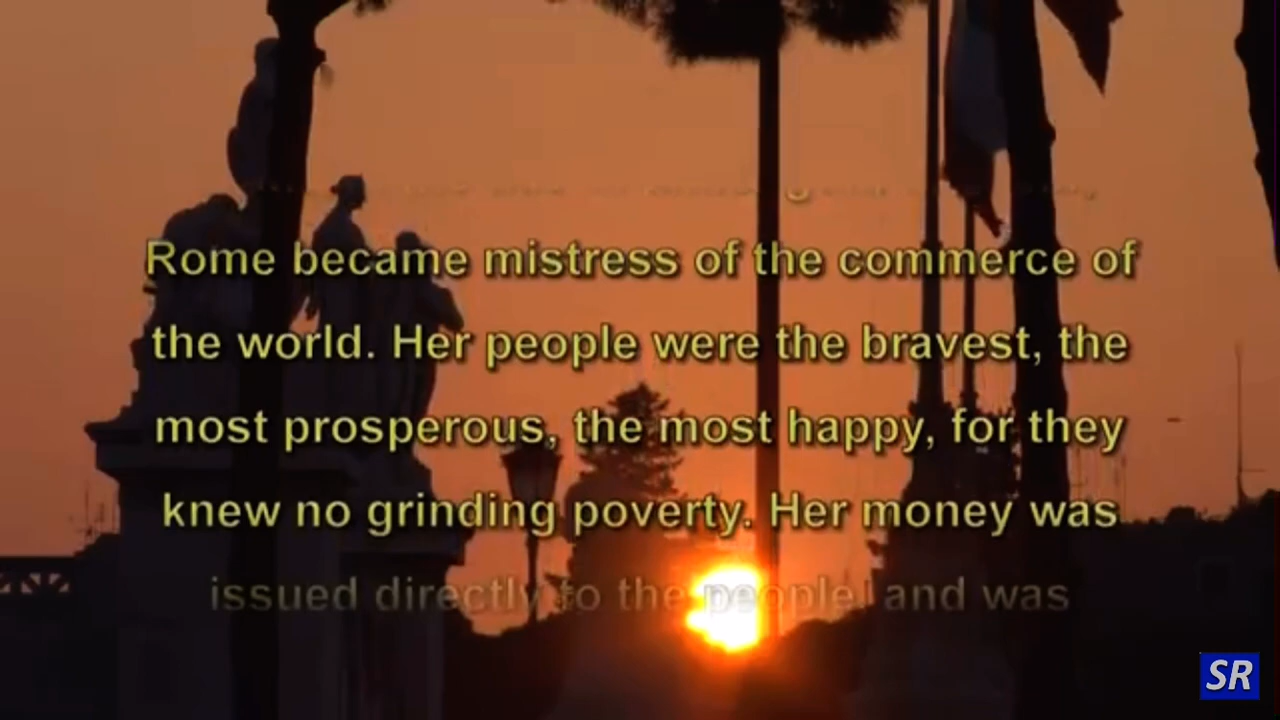 Rome became mistress of the commerce of
the world. Her people were the bravest, the
most prosperous, the most happy, for they
knew no grinding poverty. Her money was
issued directly to the people, and was
SR